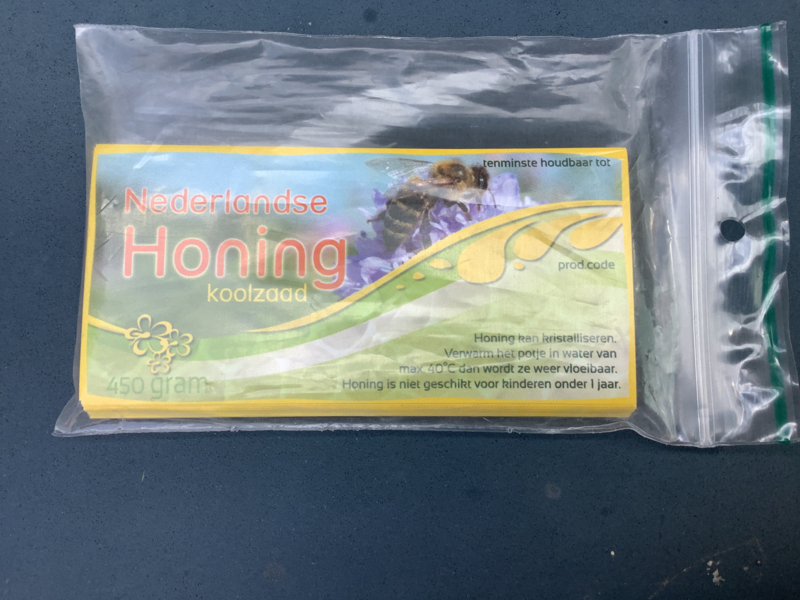 tenminste houdbaar tot
Nederlandse
Honing
koolzaad
prod.code
Honing kan kristalliseren.
Verwarm het potje in water van
max 40°C dan wordt ze weer vloeibaar.
Honing is niet geschikt voor kinderen onder 1 jaar.
450 gram